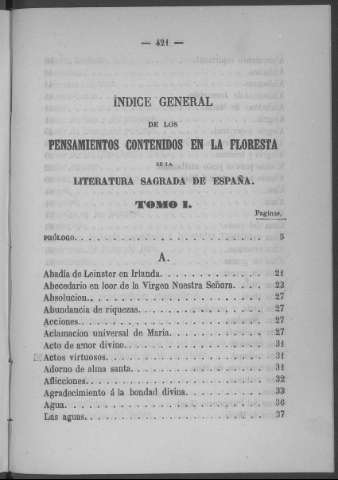 — 421 —
ÍNDICE GENERAL
DE LOS
PENSAMIENTOS CONTENIDOS EN LA FLORESTA
DE LA
LITERATURA SAGRADA DE ESPAÑA.
TOMO I.
Paginas.
PRÓLOGO. 5
A.
Abadía de Leinster en Irlanda. 21
Abecedario en loor de la Virgen Nuestra Señora. 23
Absolucion. 27
Abundancia de riquezas. 27
Acciones. 27
Aclamacion universal de María. 27
Acto de amor divino. 31
Actos virtuosos. 31
Adorno de alma santa. 31
Aflicciones. 32
Agradecimiento á la bondad divina. 33
Agua. 36
Las aguas. 37